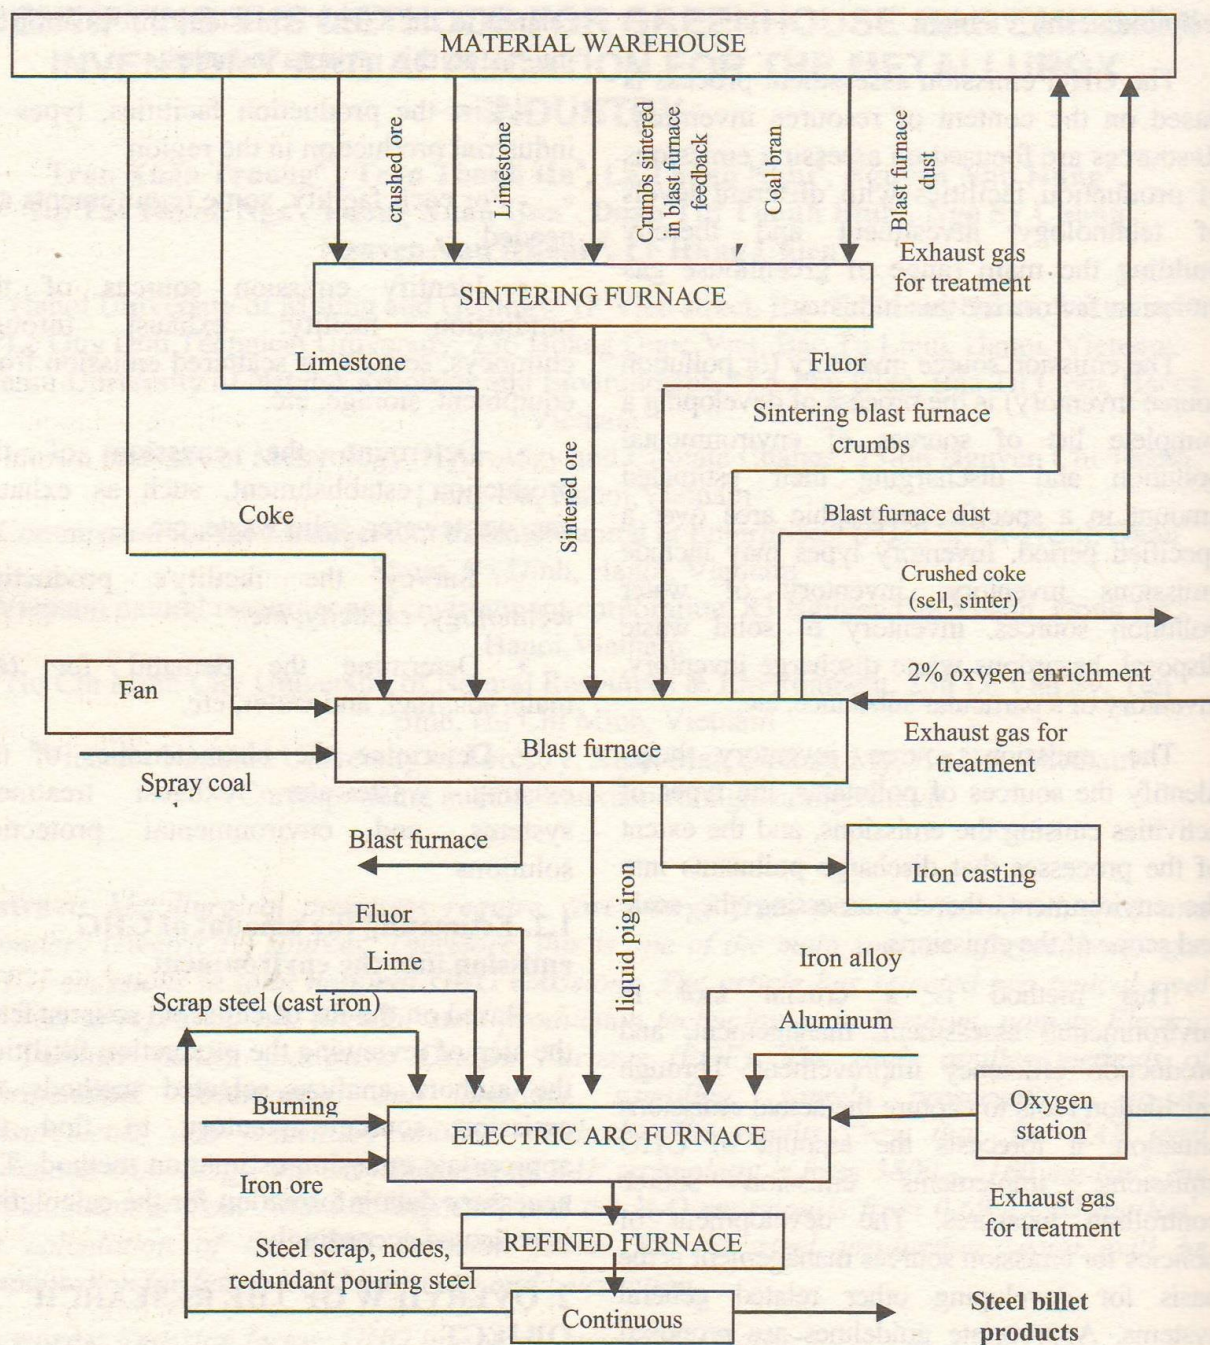 MATERIAL WAREHOUSE
crushed ore
Limestone
Crumbs sintered
in blast furnace
feedback
Coal bran
Blast furnace
dust
Exhaust gas
for treatment
SINTERING FURNACE
Limestone
Fluor
Sintering blast furnace
crumbs
Sintered ore
Coke
Blast furnace dust
Crushed coke
(sell, sinter)
2% oxygen enrichment
Fan
Blast furnace
Exhaust gas for
treatment
Spray coal
Blast furnace
Iron casting
liquid pig iron
Fluor
Lime
Iron alloy
Scrap steel (cast iron)
Aluminum
Burning
ELECTRIC ARC FURNACE
Oxygen
station
Iron ore
Exhaust gas
for treatment
REFINED FURNACE
Steel scrap, nodes,
redundant pouring steel
Continuous
Steel billet
products